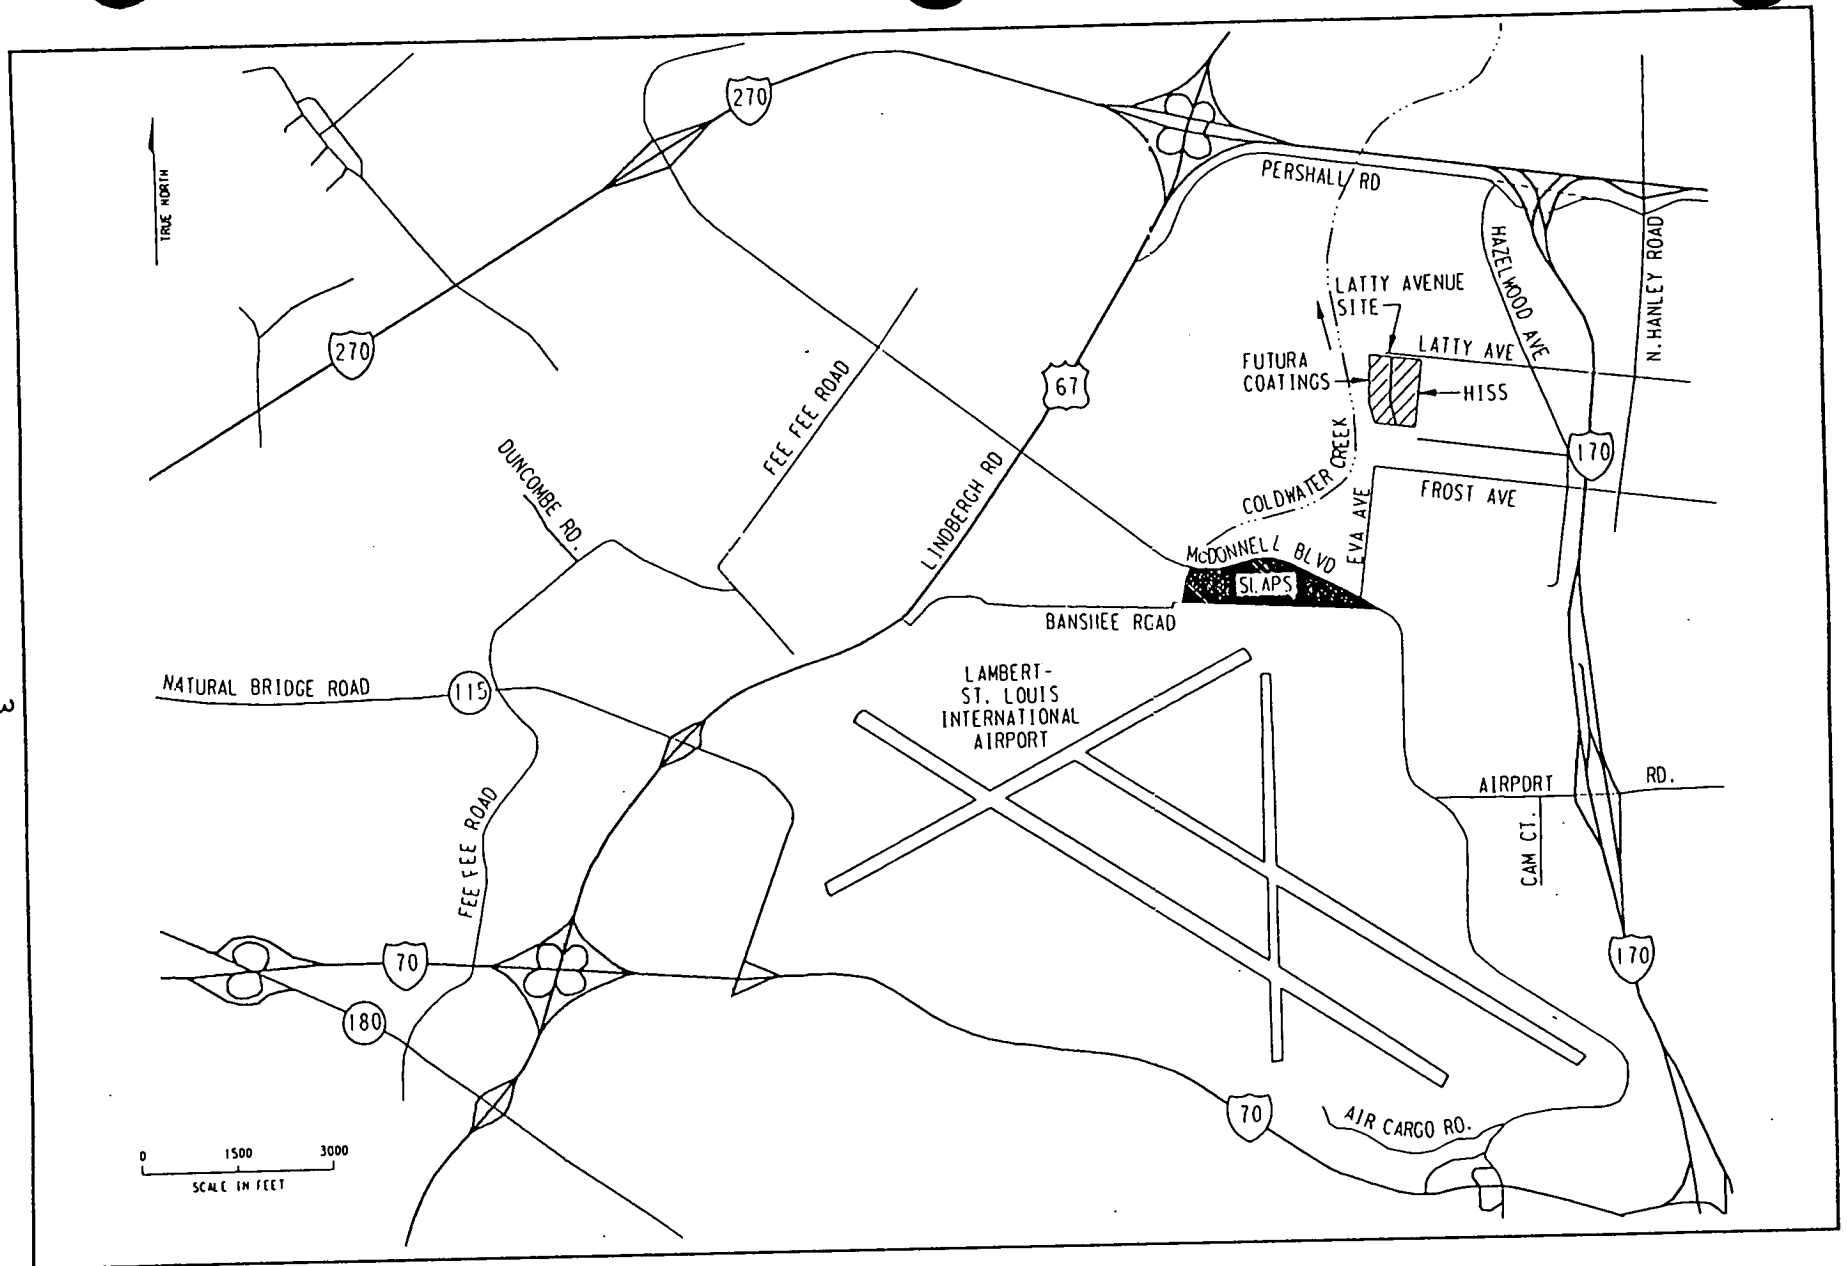 270
TRUE NORTH
PERSHALL RD
HAZELWOOD AVE
N. HANLEY ROAD
LATTY AVENUE
SITE
270
67
FUTURA
COATINGS
LATTY AVE
HISS
FEE FEE ROAD
DUNCOMBE RD.
LINDBERGH RD
COLDWATER CREEK
170
EVA AVE
FROST AVE
McDONNELL BLVD
SLAPS
BANSHEE ROAD
NATURAL BRIDGE ROAD
115
LAMBERT-
ST. LOUIS
INTERNATIONAL
AIRPORT
AIRPORT RD.
CAM CT.
FEE FEE ROAD
70
170
180
70
AIR CARGO RD.
0 1500 3000
SCALE IN FEET
3